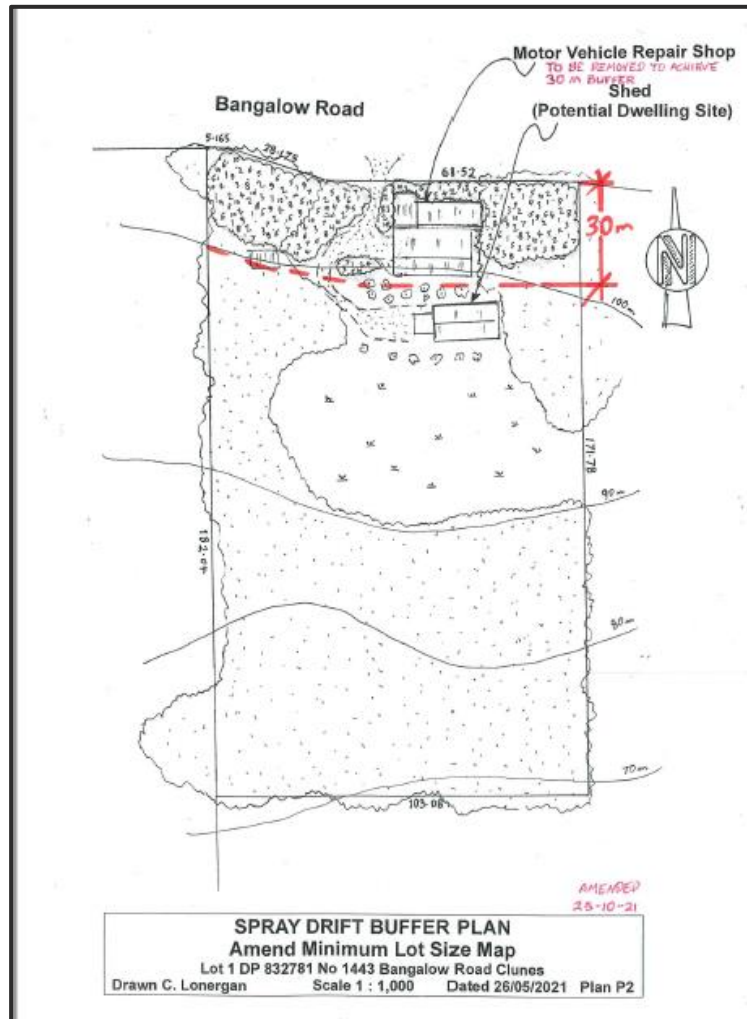 Motor Vehicle Repair Shop
TO BE REMOVED TO ACHIEVE
30 M BUFFER
Shed
(Potential Dwelling Site)
Bangalow Road
5.165
68.52
30m
N
100m
171.78
90m
182.04
80m
70m
103.08
AMENDED
25-10-21
SPRAY DRIFT BUFFER PLAN
Amend Minimum Lot Size Map
Lot 1 DP 832781 No 1443 Bangalow Road Clunes
Drawn C. Lonergan Scale 1 : 1,000 Dated 26/05/2021 Plan P2